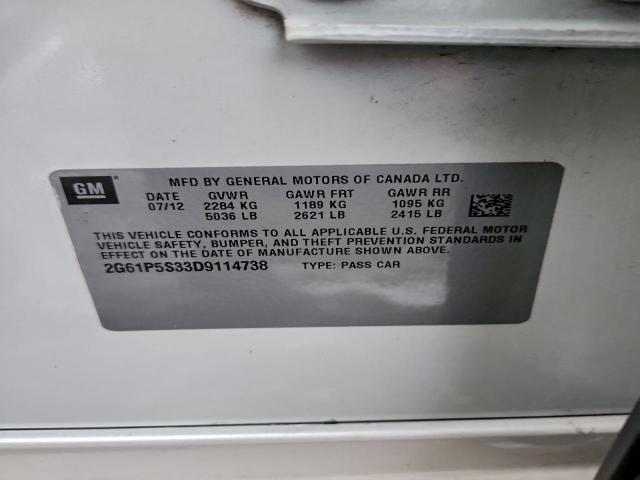 GM
MFD BY GENERAL MOTORS OF CANADA LTD.
DATE GVWR GAWR FRT GAWR RR
07/12 2284 KG 1189 KG 1095 KG
5036 LB 2621 LB 2415 LB
THIS VEHICLE CONFORMS TO ALL APPLICABLE U.S. FEDERAL MOTOR
VEHICLE SAFETY, BUMPER, AND THEFT PREVENTION STANDARDS IN
EFFECT ON THE DATE OF MANUFACTURE SHOWN ABOVE.
2G61P5S33D9114738 TYPE: PASS CAR